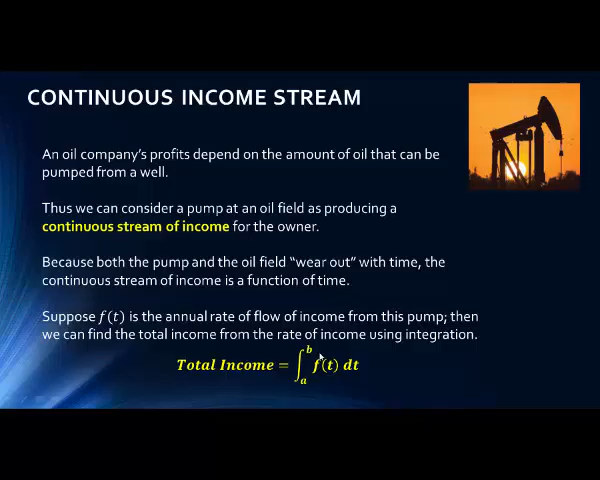 CONTINUOUS INCOME STREAM
An oil company's profits depend on the amount of oil that can be
pumped from a well.
Thus we can consider a pump at an oil field as producing a
continuous stream of income for the owner.
Because both the pump and the oil field "wear out" with time, the
continuous stream of income is a function of time.
Suppose f(t) is the annual rate of flow of income from this pump; then
we can find the total income from the rate of income using integration.
Total Income = ∫_a^b f(t) dt